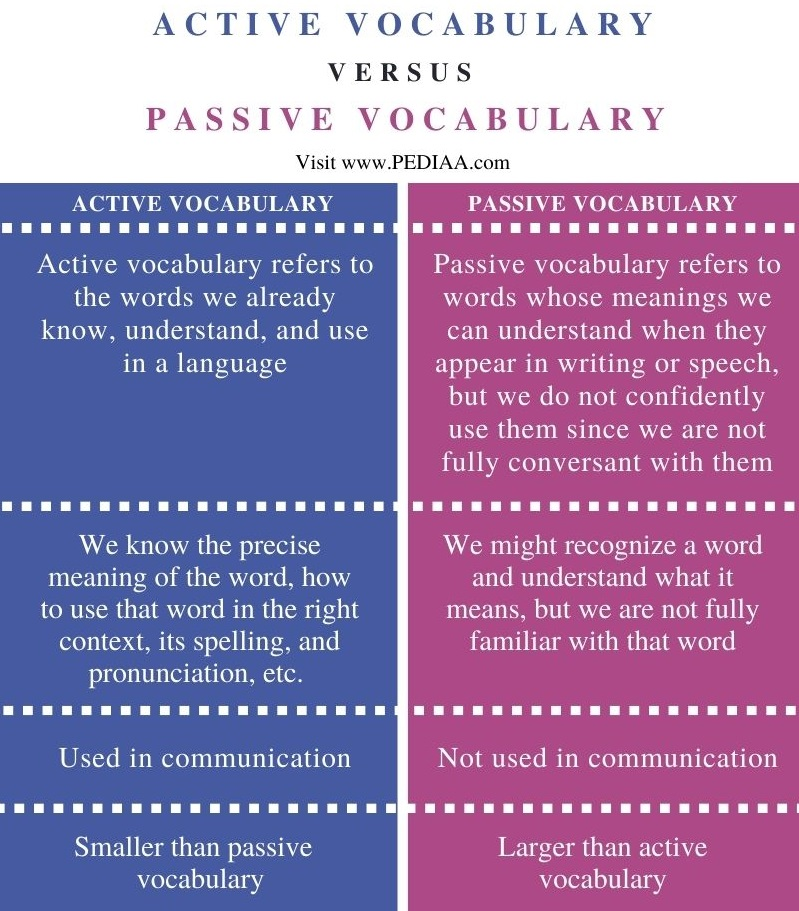 ACTIVE VOCABULARY
VERSUS
PASSIVE VOCABULARY
Visit www.PEDIAA.com
ACTIVE VOCABULARY
Active vocabulary refers to
the words we already
know, understand, and use
in a language
We know the precise
meaning of the word, how
to use that word in the right
context, its spelling, and
pronunciation, etc.
Used in communication
Smaller than passive
vocabulary
PASSIVE VOCABULARY
Passive vocabulary refers to
words whose meanings we
can understand when they
appear in writing or speech,
but we do not confidently
use them since we are not
fully conversant with them
We might recognize a word
and understand what it
means, but we are not fully
familiar with that word
Not used in communication
Larger than active
vocabulary